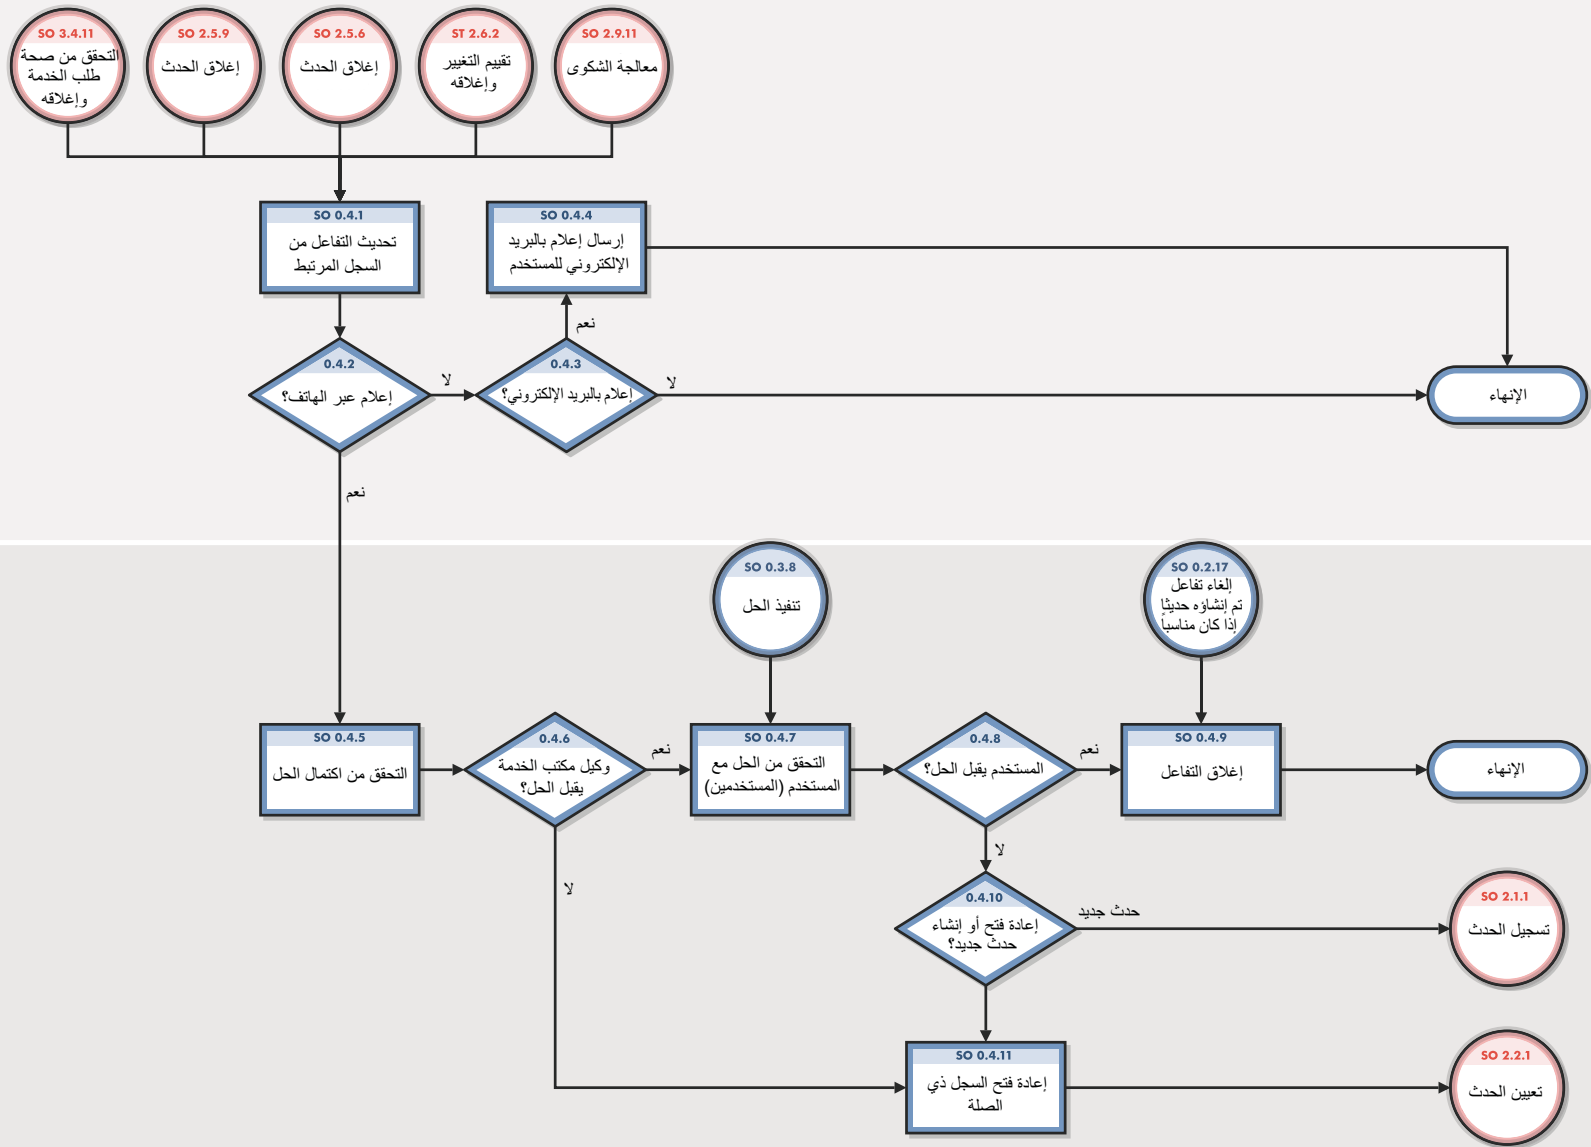 SO 3.4.11
التحقق من صحة
طلب الخدمة
وإغلاقه
SO 2.5.9
إغلاق الحدث
SO 2.5.6
إغلاق الحدث
ST 2.6.2
تقييم التغيير
وإغلاقه
SO 2.9.11
معالجة الشكوى
SO 0.4.1
تحديث التفاعل من
السجل المرتبط
SO 0.4.4
إرسال إعلام بالبريد
الإلكتروني للمستخدم
نعم
0.4.2
إعلام عبر الهاتف؟
لا
0.4.3
إعلام بالبريد الإلكتروني؟
لا
الإنهاء
نعم
SO 0.3.8
تنفيذ الحل
SO 0.2.17
إلغاء تفاعل
تم إنشاؤه حديثاً
إذا كان مناسباً
SO 0.4.5
التحقق من اكتمال الحل
0.4.6
وكيل مكتب الخدمة
يقبل الحل؟
نعم
SO 0.4.7
التحقق من الحل مع
المستخدم (المستخدمين)
0.4.8
المستخدم يقبل الحل؟
نعم
SO 0.4.9
إغلاق التفاعل
الإنهاء
لا
لا
0.4.10
إعادة فتح أو إنشاء
حدث جديد؟
حدث جديد
SO 2.1.1
تسجيل الحدث
SO 0.4.11
إعادة فتح السجل ذي
الصلة
SO 2.2.1
تعيين الحدث